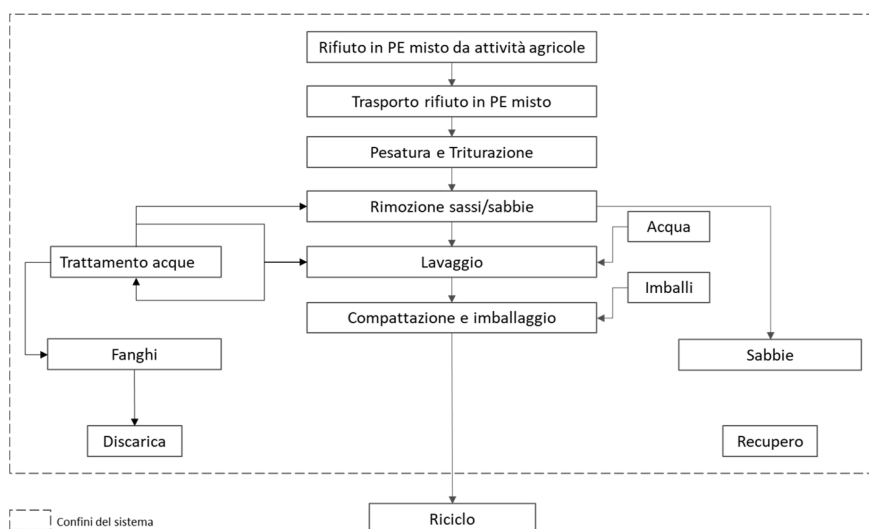 Rifiuto in PE misto da attività agricole
Trasporto rifiuto in PE misto
Pesatura e Triturazione
Rimozione sassi/sabbie
Acqua
Trattamento acque
Lavaggio
Imballi
Compattazione e imballaggio
Fanghi
Sabbie
Discarica
Recupero
Riciclo
Confini del sistema